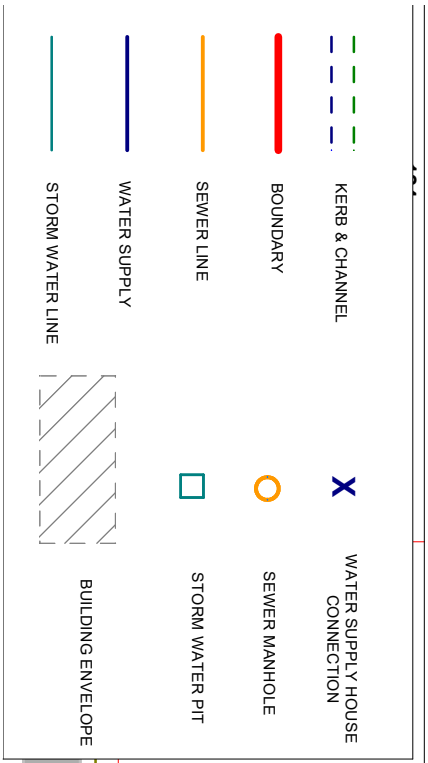 KERB & CHANNEL
BOUNDARY
SEWER LINE
WATER SUPPLY
STORM WATER LINE
X
WATER SUPPLY HOUSE
CONNECTION
SEWER MANHOLE
STORM WATER PIT
BUILDING ENVELOPE